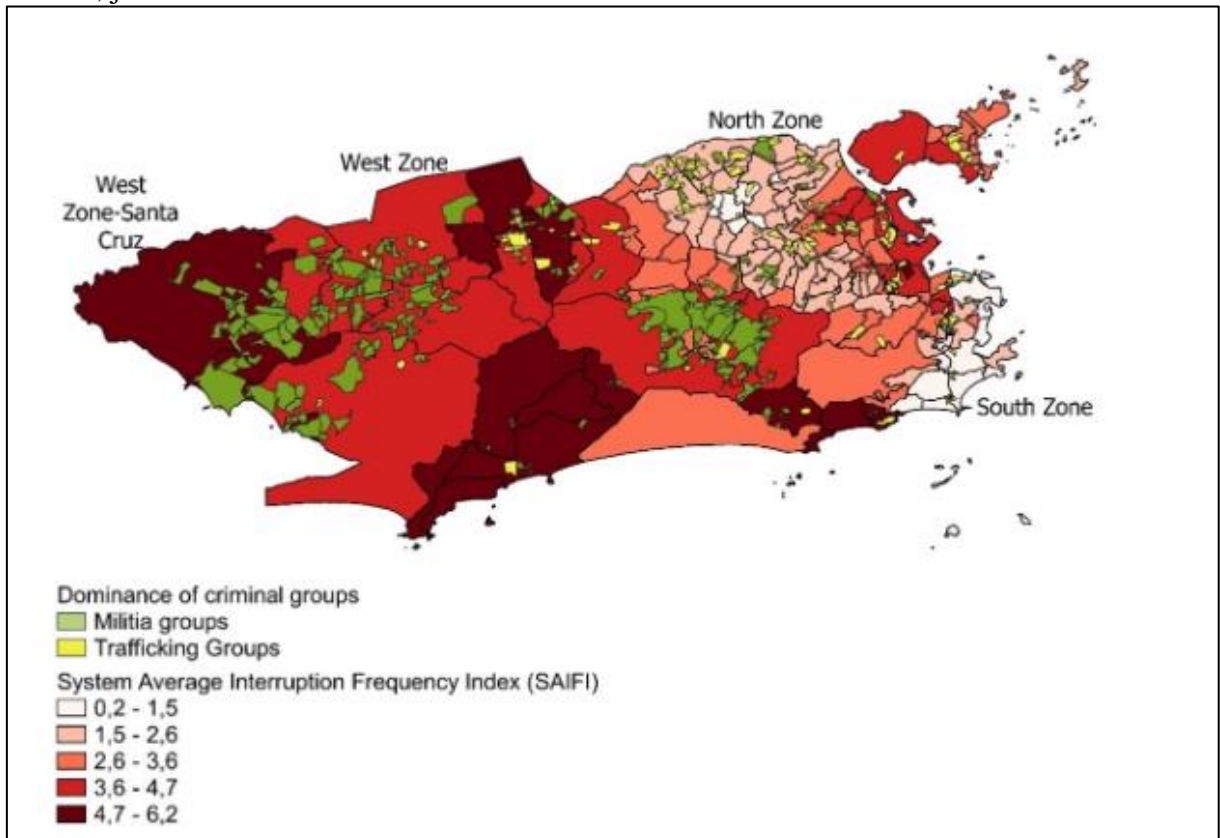 North Zone
West Zone
West
Zone-Santa
Cruz
South Zone
Dominance of criminal groups
Militia groups
Trafficking Groups
System Average Interruption Frequency Index (SAIFI)
0,2 - 1,5
1,5 - 2,6
2,6 - 3,6
3,6 - 4,7
4,7 - 6,2